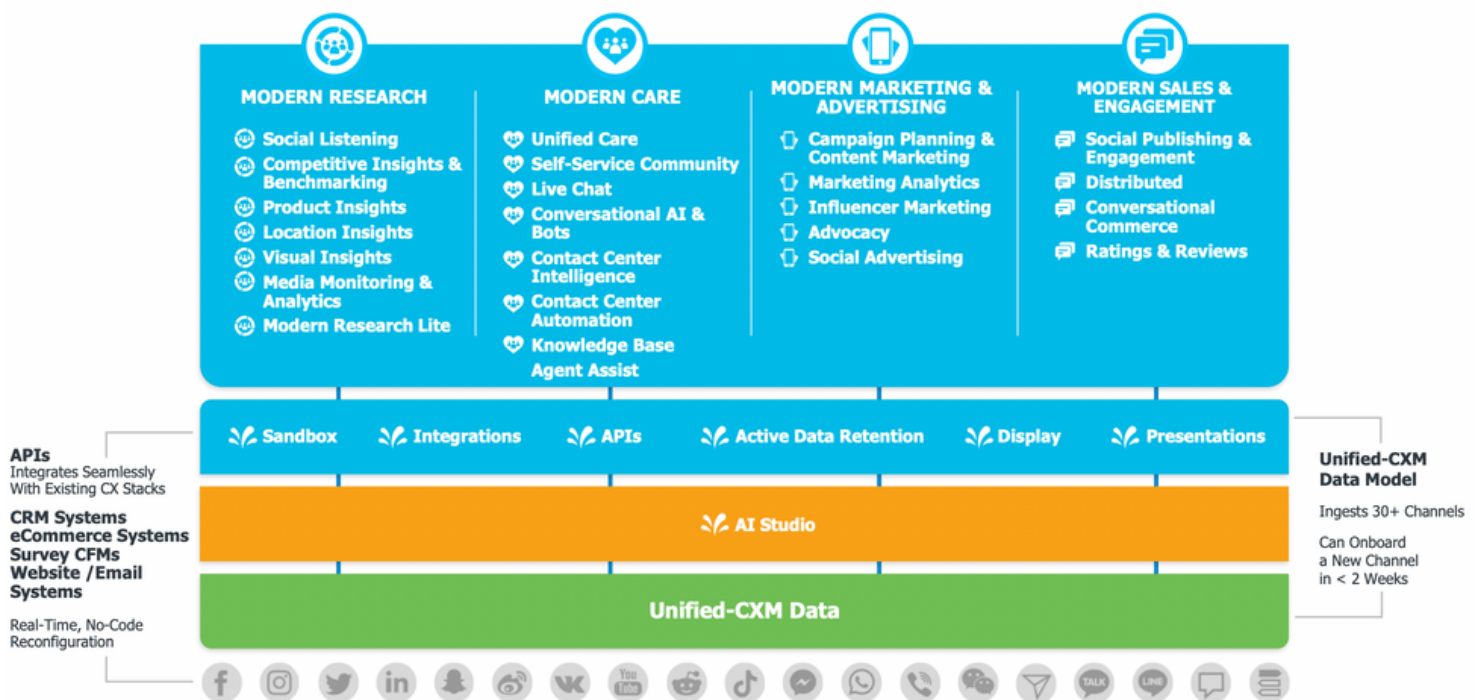 MODERN RESEARCH
Social Listening
Competitive Insights &
Benchmarking
Product Insights
Location Insights
Visual Insights
Media Monitoring &
Analytics
Modern Research Lite
MODERN CARE
Unified Care
Self-Service Community
Live Chat
Conversational AI &
Bots
Contact Center
Intelligence
Contact Center
Automation
Knowledge Base
Agent Assist
MODERN MARKETING &
ADVERTISING
Campaign Planning &
Content Marketing
Marketing Analytics
Influencer Marketing
Advocacy
Social Advertising
MODERN SALES &
ENGAGEMENT
Social Publishing &
Engagement
Distributed
Conversational
Commerce
Ratings & Reviews
Sandbox
Integrations
APIs
Active Data Retention
Display
Presentations
AI Studio
Unified-CXM Data
APIs
Integrates Seamlessly
With Existing CX Stacks
CRM Systems
eCommerce Systems
Survey CFMs
Website /Email
Systems
Real-Time, No-Code
Reconfiguration
Unified-CXM
Data Model
Ingests 30+ Channels
Can Onboard
a New Channel
in < 2 Weeks
You
Tube
TALK
LINE